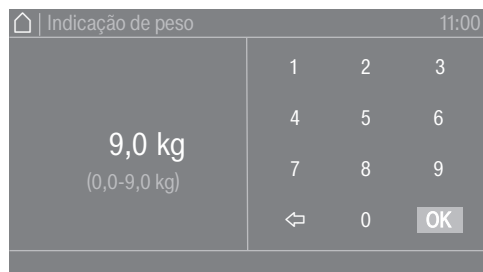 | Indicação de peso 11:00
1 2 3
4 5 6
9,0 kg
(0,0-9,0 kg)
7 8 9
0 OK